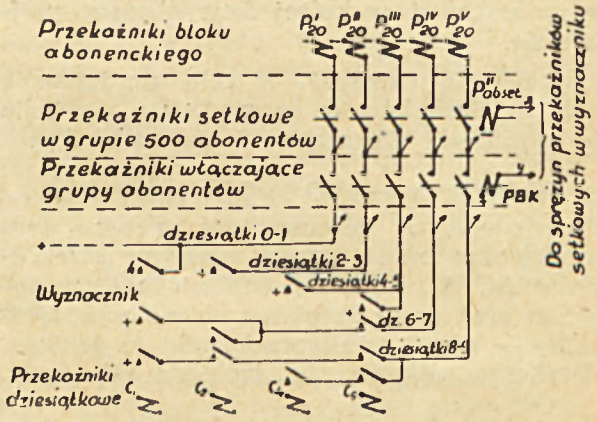 Przekaźniki bloku
abonenckiego
P'20 P"20 P'''20 P'ⱽ20 Pⱽ20
Przekaźniki setkowe
w grupie 500 abonentów
P"abset
Przekaźniki włączające
grupy abonentów
PBK
Do sprężyn przekaźników
setkowych w wyznaczniku
dziesiątki 0-1
dziesiątki 2-3
dziesiątki 4-5
Wyznacznik
dz. 6-7
dziesiątki 8-9
Przekaźniki
dziesiątkowe